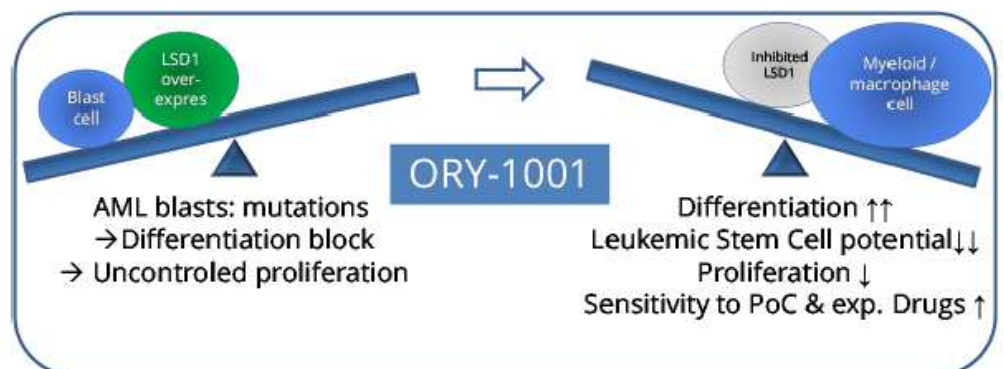 Blast
cell
LSD1
over-
expres
Inhibited
LSD1
Myeloid /
macrophage
cell
ORY-1001
AML blasts: mutations
→Differentiation block
→ Uncontroled proliferation
Differentiation ↑↑
Leukemic Stem Cell potential↓↓
Proliferation ↓
Sensitivity to PoC & exp. Drugs ↑